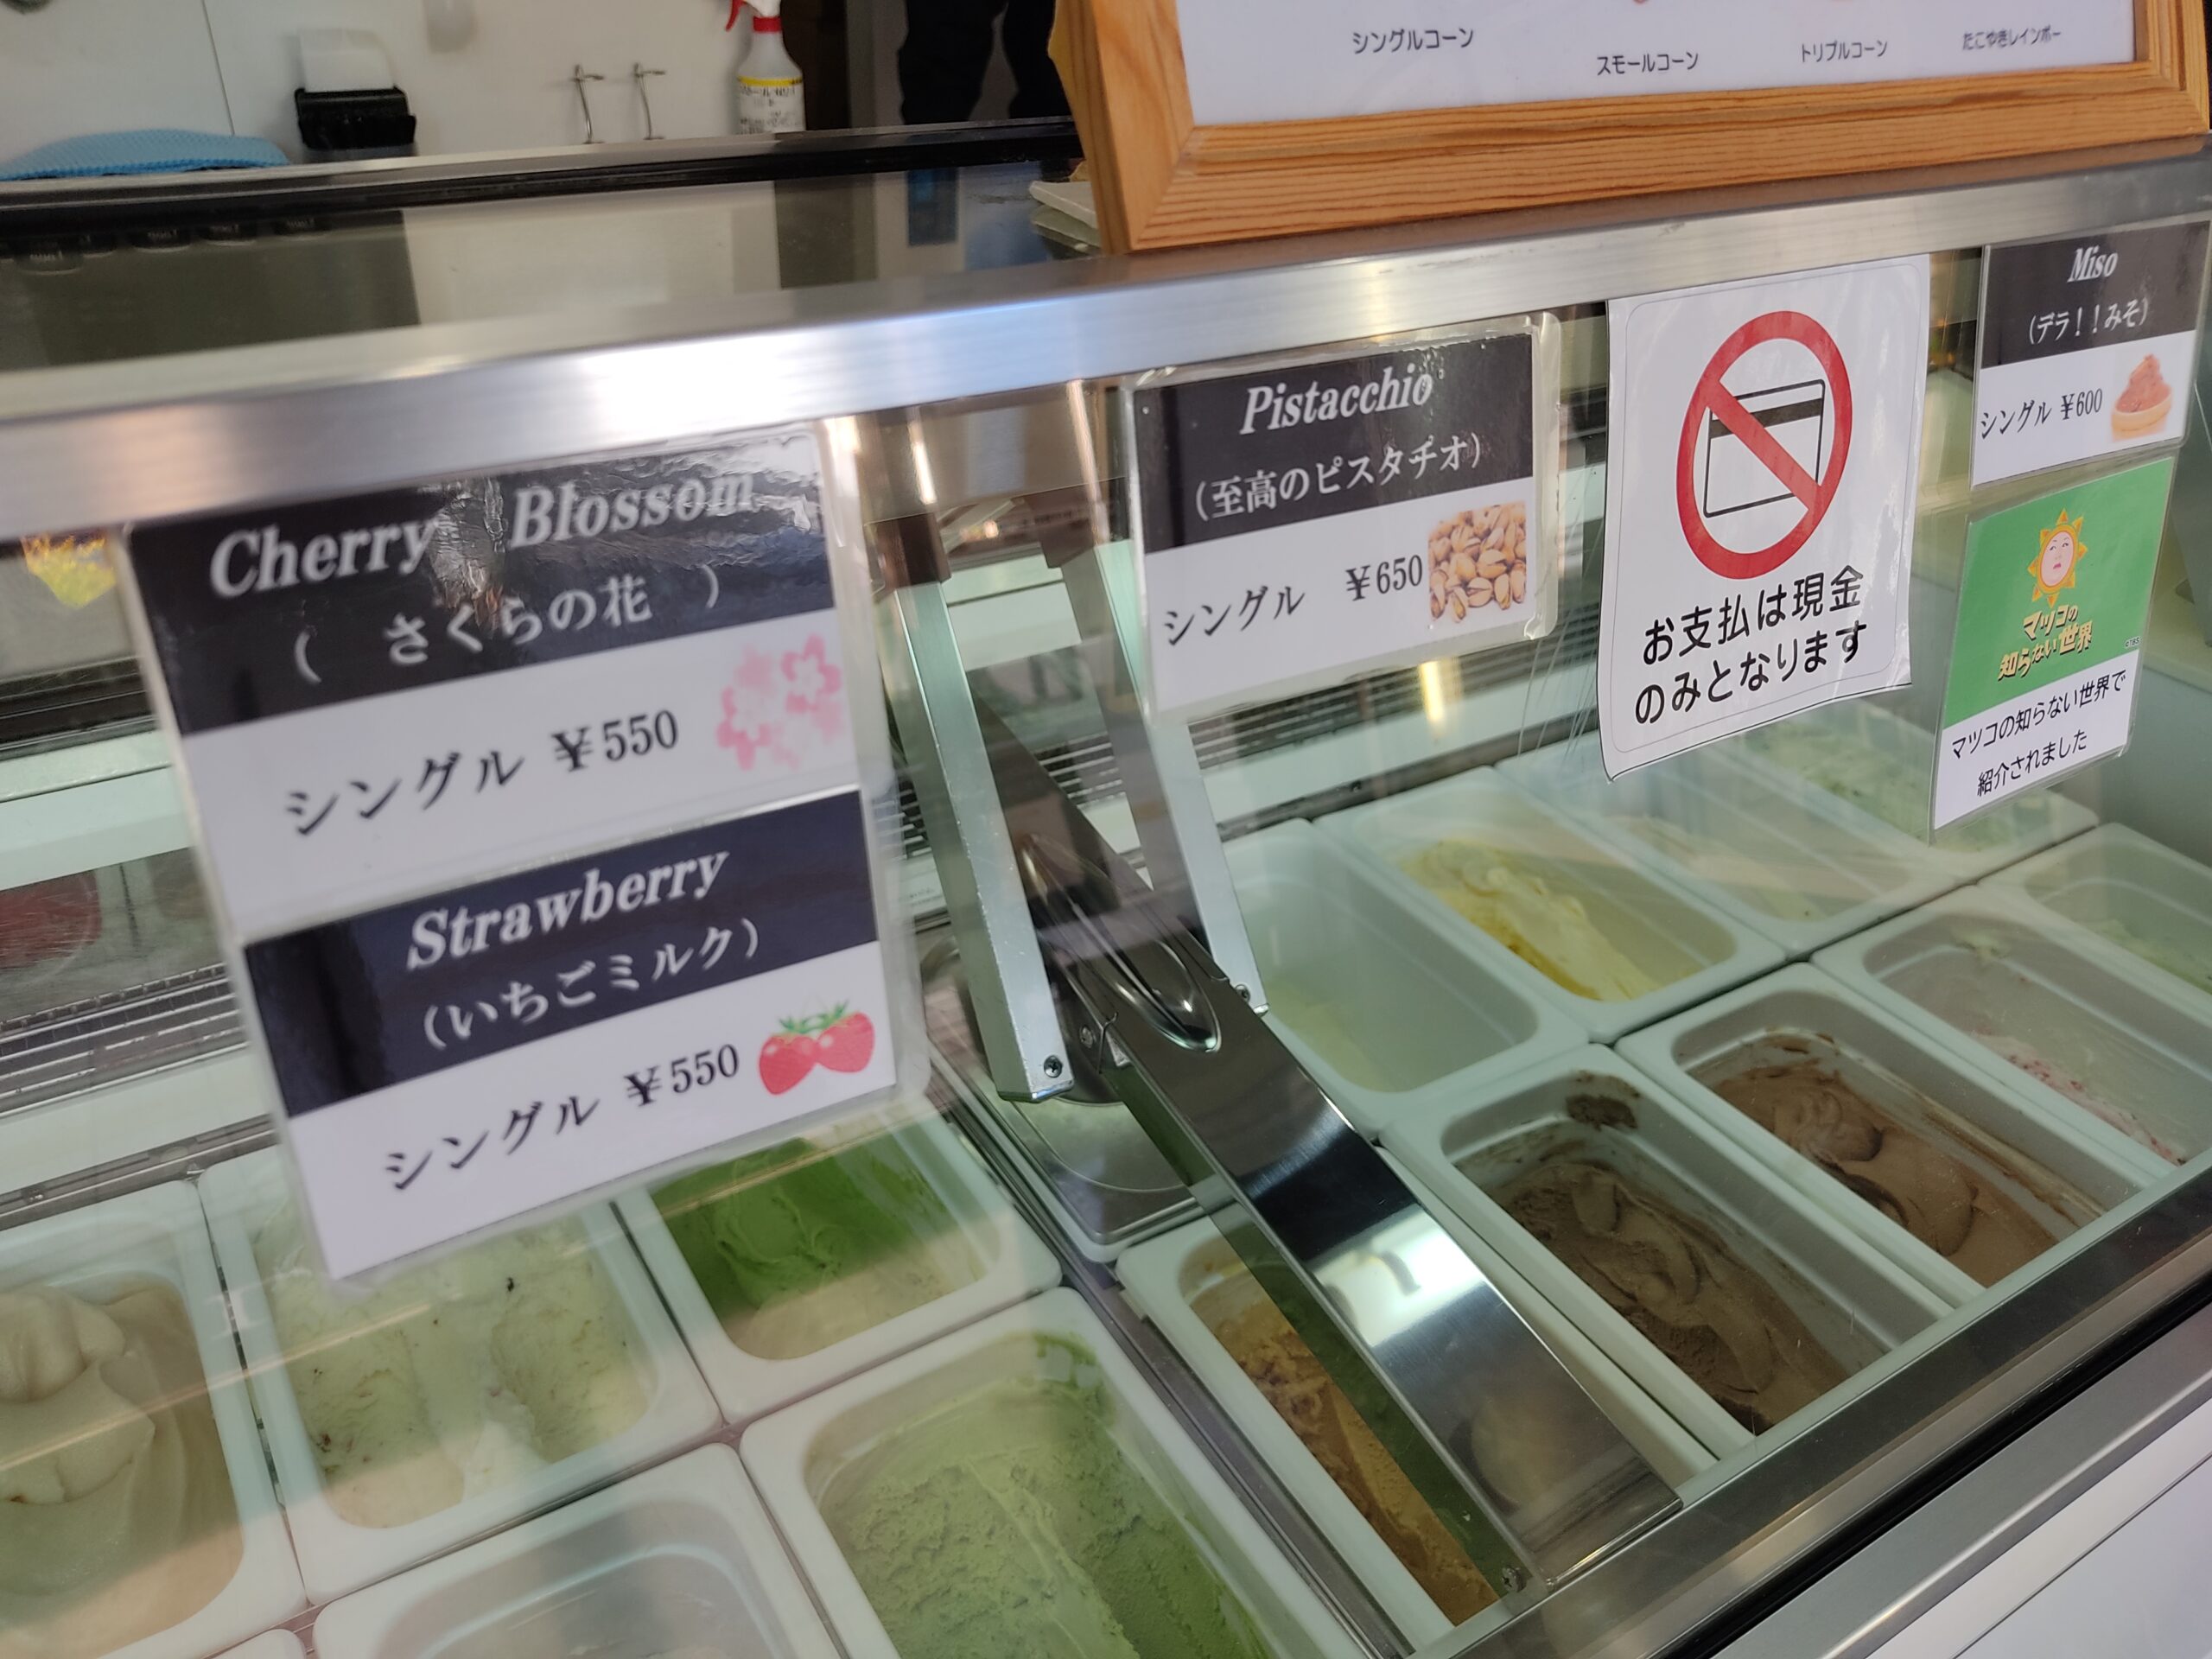 シングルコーン
スモールコーン
トリプルコーン
たこやきレインボー
Cherry Blossom
( さくらの花 )
シングル ¥550
Strawberry
(いちごミルク)
シングル ¥550
Pistacchio
(至高のピスタチオ)
シングル ¥650
お支払は現金
のみとなります
Miso
(デラ!!みそ)
シングル ¥600
マツコの
知らない世界
マツコの知らない世界で
紹介されました